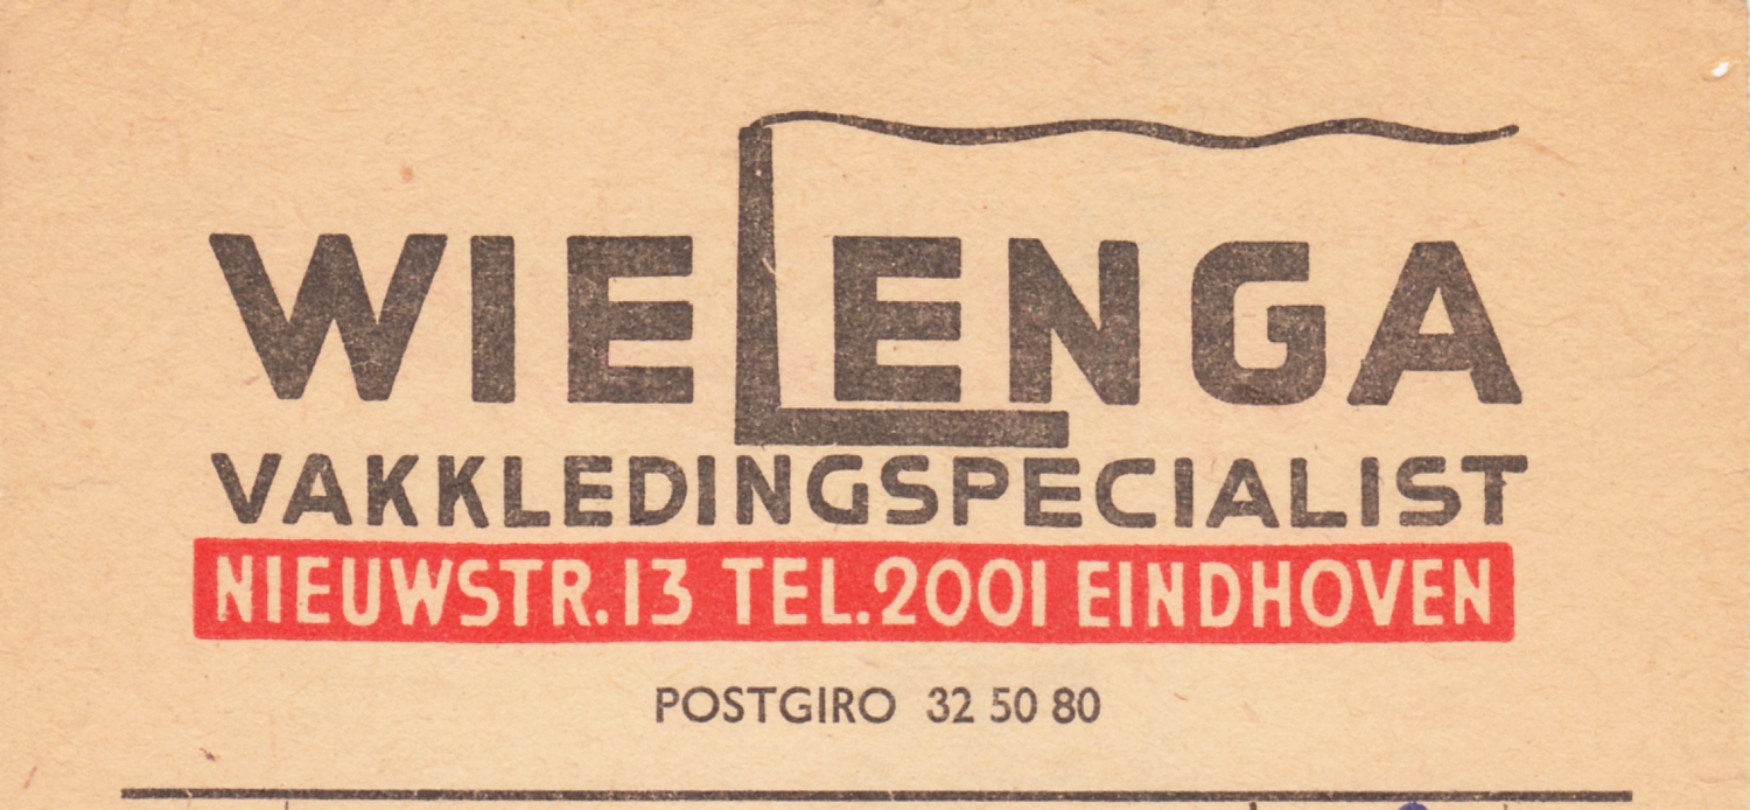 WIELENGA
VAKKLEDINGSPECIALIST
NIEUWSTR. 13 TEL. 2001 EINDHOVEN
POSTGIRO 32 50 80